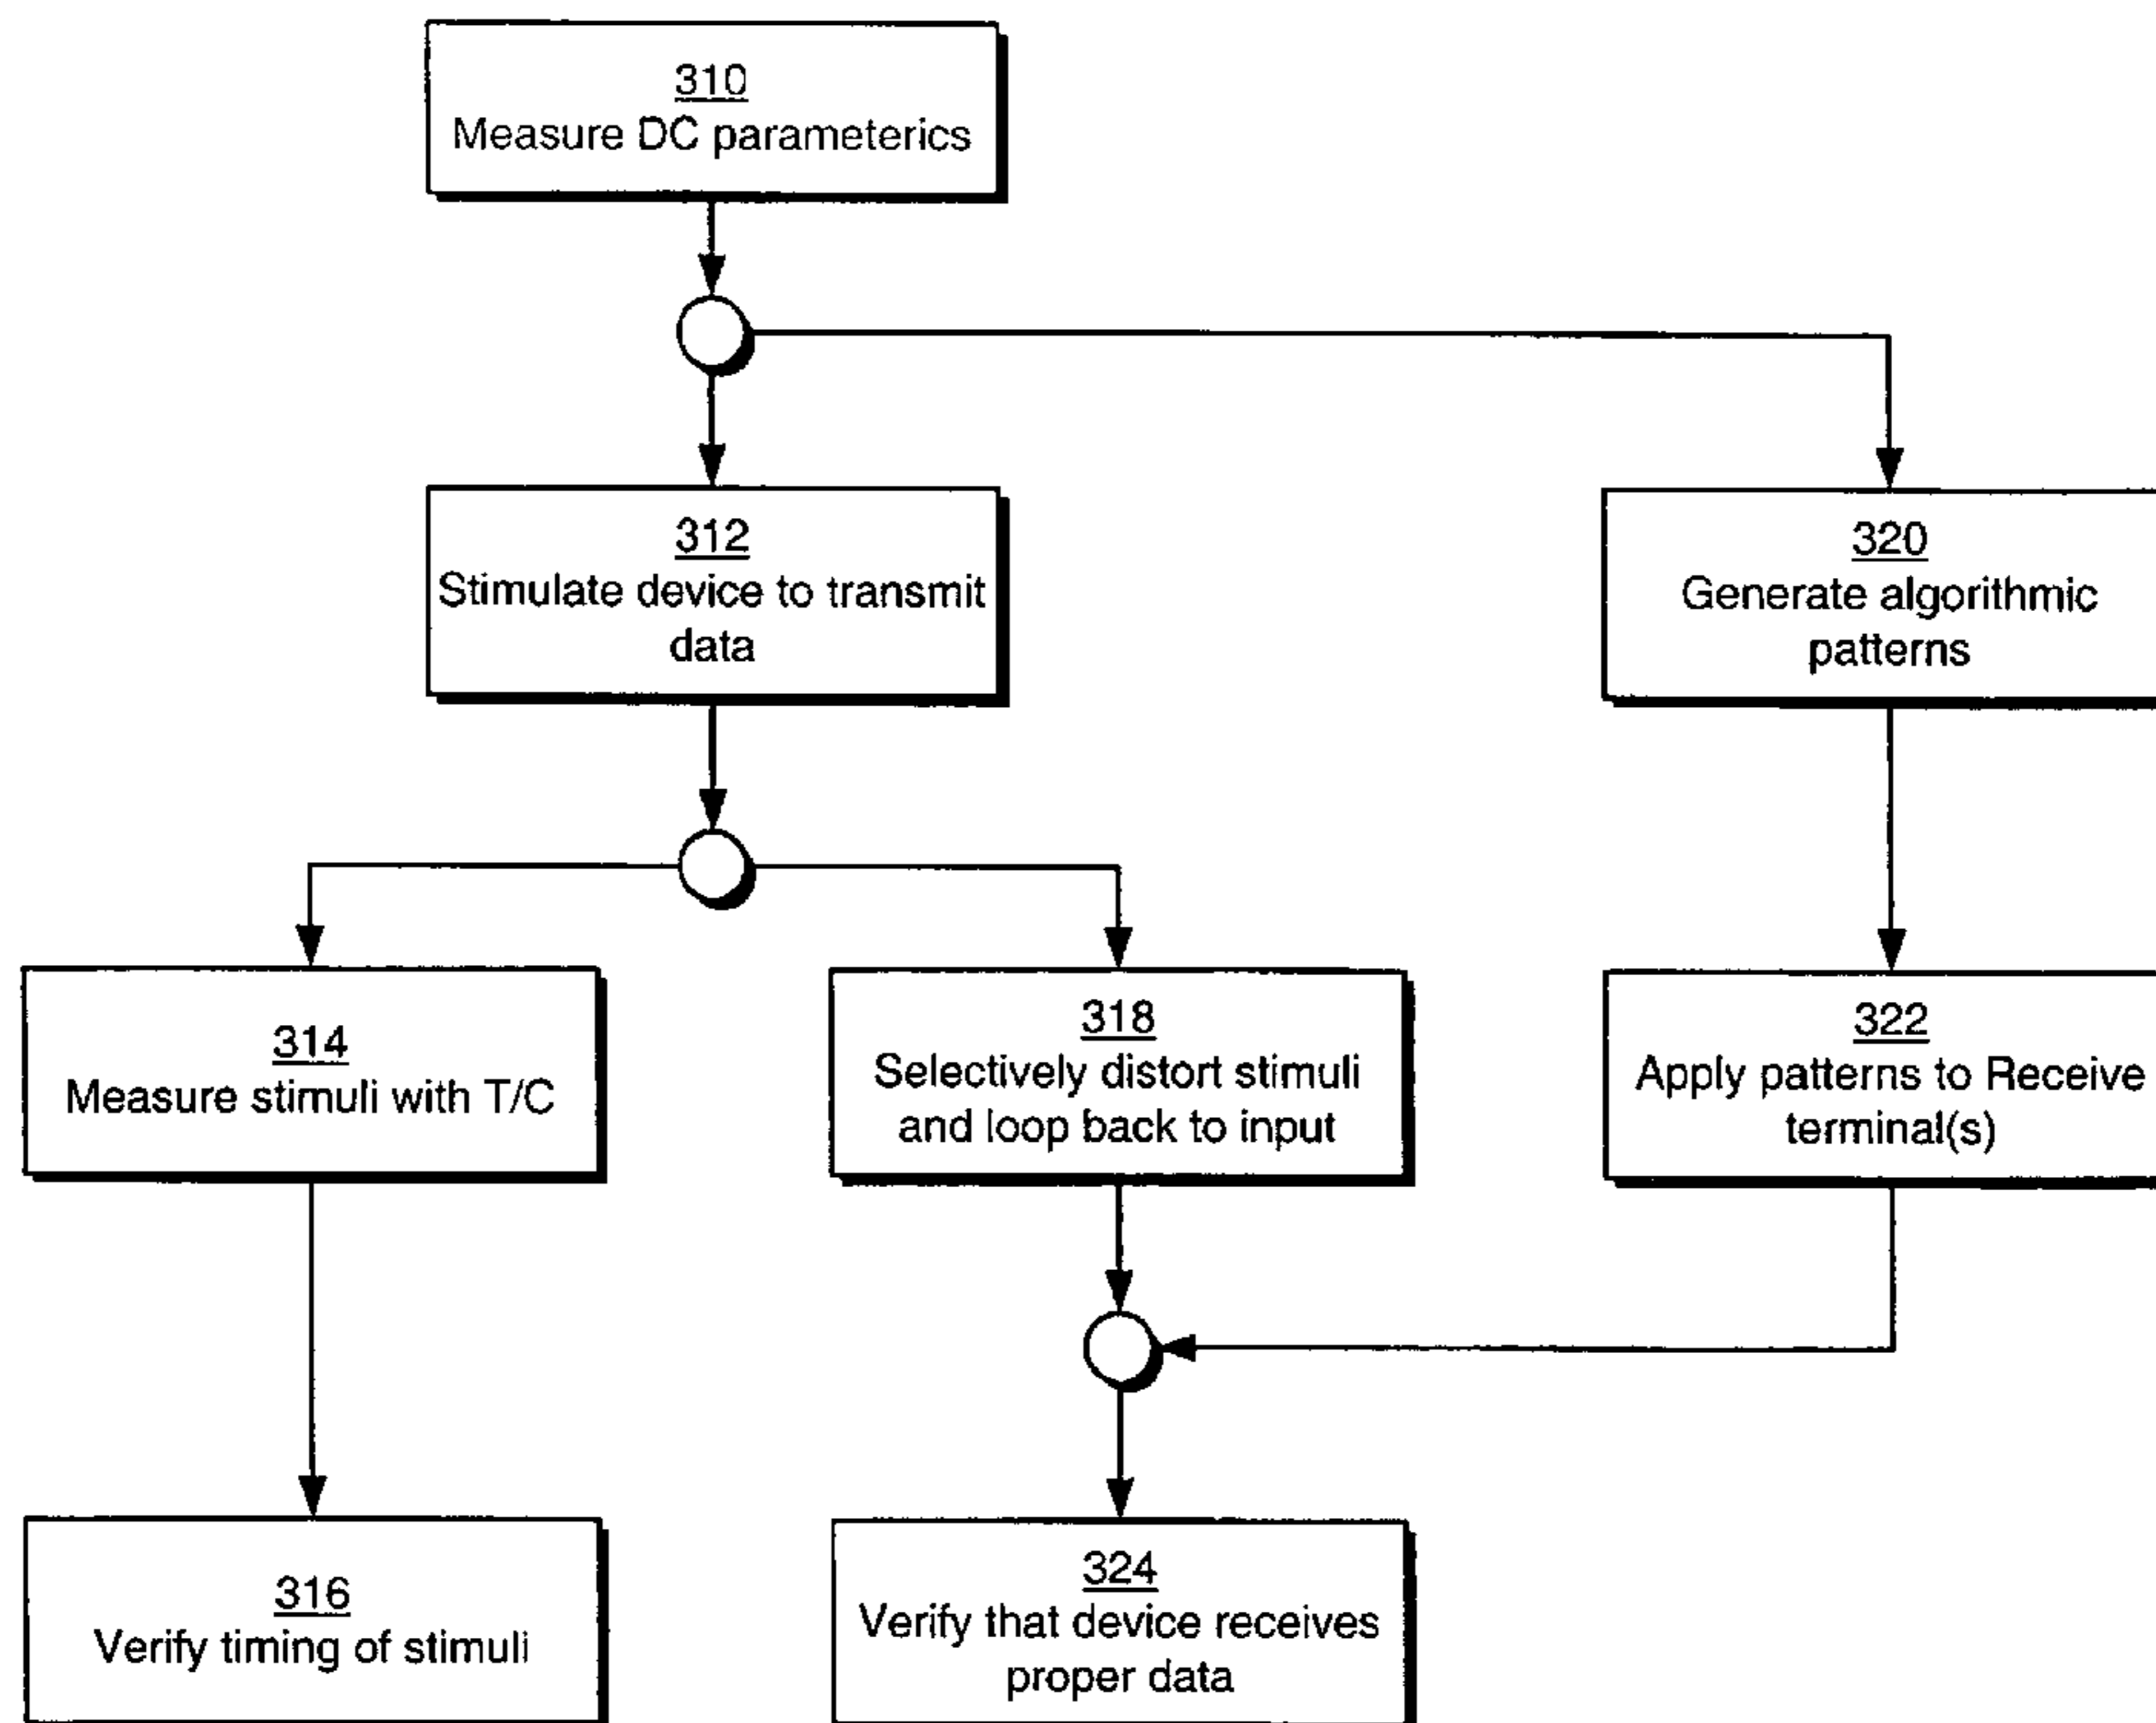 310
Measure DC parameterics
312
Stimulate device to transmit
data
320
Generate algorithmic
patterns
314
Measure stimuli with T/C
318
Selectively distort stimuli
and loop back to input
322
Apply patterns to Receive
terminal(s)
316
Verify timing of stimuli
324
Verify that device receives
proper data